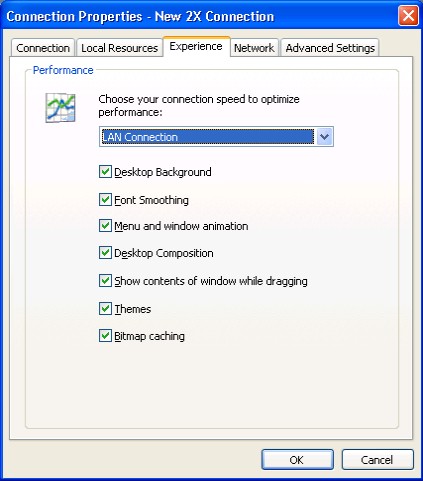 Connection Properties - New 2X Connection
Connection Local Resources Experience Network Advanced Settings
Performance
Choose your connection speed to optimize
performance:
LAN Connection
Desktop Background
Font Smoothing
Menu and window animation
Desktop Composition
Show contents of window while dragging
Themes
Bitmap caching
OK Cancel